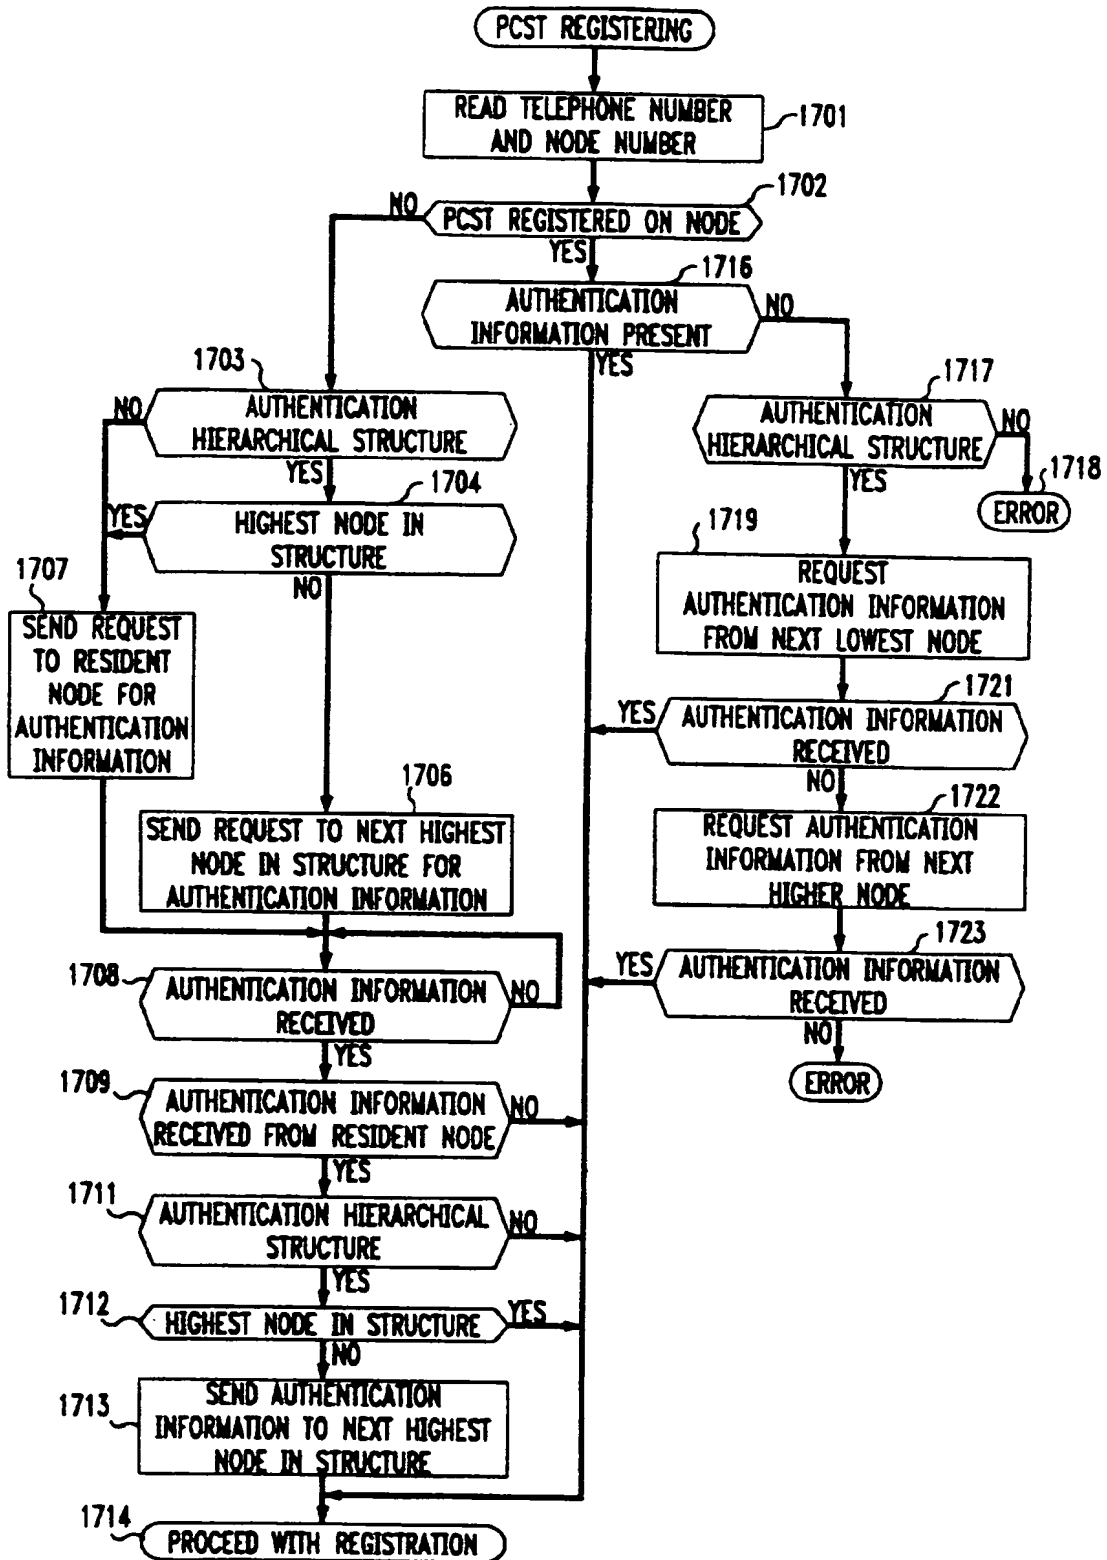 PCST REGISTERING
READ TELEPHONE NUMBER
AND NODE NUMBER
1701
1702
NO
PCST REGISTERED ON NODE
YES
1716
AUTHENTICATION
INFORMATION PRESENT
NO
YES
1703
AUTHENTICATION
HIERARCHICAL STRUCTURE
NO
YES
1717
AUTHENTICATION
HIERARCHICAL STRUCTURE
NO
YES
1718
ERROR
1704
HIGHEST NODE IN
STRUCTURE
YES
NO
1707
SEND REQUEST
TO RESIDENT
NODE FOR
AUTHENTICATION
INFORMATION
1719
REQUEST
AUTHENTICATION INFORMATION
FROM NEXT LOWEST NODE
1721
YES
AUTHENTICATION INFORMATION
RECEIVED
NO
1706
SEND REQUEST TO NEXT HIGHEST
NODE IN STRUCTURE FOR
AUTHENTICATION INFORMATION
1722
REQUEST AUTHENTICATION
INFORMATION FROM NEXT
HIGHER NODE
1723
YES
AUTHENTICATION INFORMATION
RECEIVED
NO
ERROR
1708
AUTHENTICATION INFORMATION
RECEIVED
NO
YES
1709
AUTHENTICATION INFORMATION
RECEIVED FROM RESIDENT NODE
NO
YES
1711
AUTHENTICATION HIERARCHICAL
STRUCTURE
NO
YES
1712
HIGHEST NODE IN STRUCTURE
YES
NO
1713
SEND AUTHENTICATION
INFORMATION TO NEXT HIGHEST
NODE IN STRUCTURE
1714
PROCEED WITH REGISTRATION